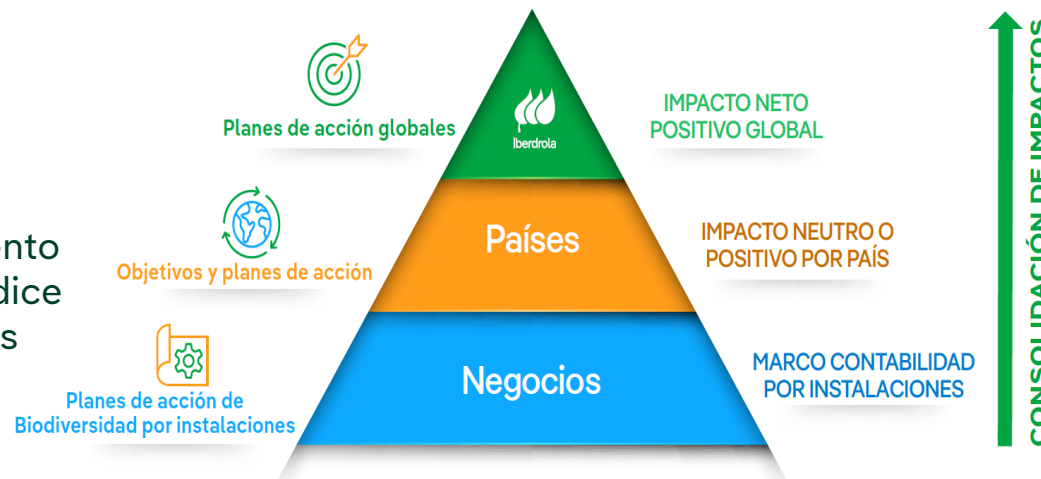 Planes de acción globales
Iberdrola
IMPACTO NETO
POSITIVO GLOBAL
Objetivos y planes de acción
Países
IMPACTO NEUTRO O
POSITIVO POR PAÍS
Planes de acción de
Biodiversidad por instalaciones
Negocios
MARCO CONTABILIDAD
POR INSTALACIONES
CONSOLIDACIÓN DE IMPACTOS